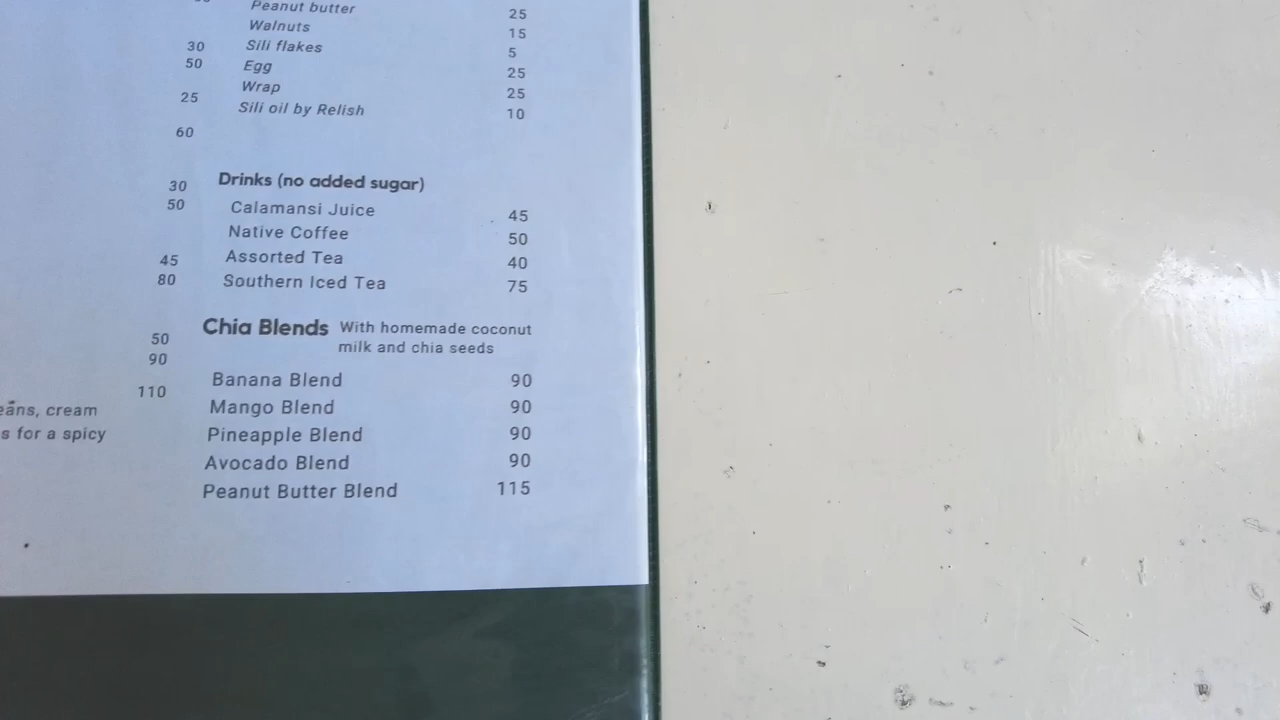 Peanut butter 25
Walnuts 15
30 Sili flakes 5
50 Egg 25
Wrap 25
25 Sili oil by Relish 10
60
Drinks (no added sugar)
30
50 Calamansi Juice 45
Native Coffee 50
45 Assorted Tea 40
80 Southern Iced Tea 75
Chia Blends With homemade coconut
milk and chia seeds
50
90
Banana Blend 90
110
cream Mango Blend 90
s for a spicy Pineapple Blend 90
Avocado Blend 90
Peanut Butter Blend 115